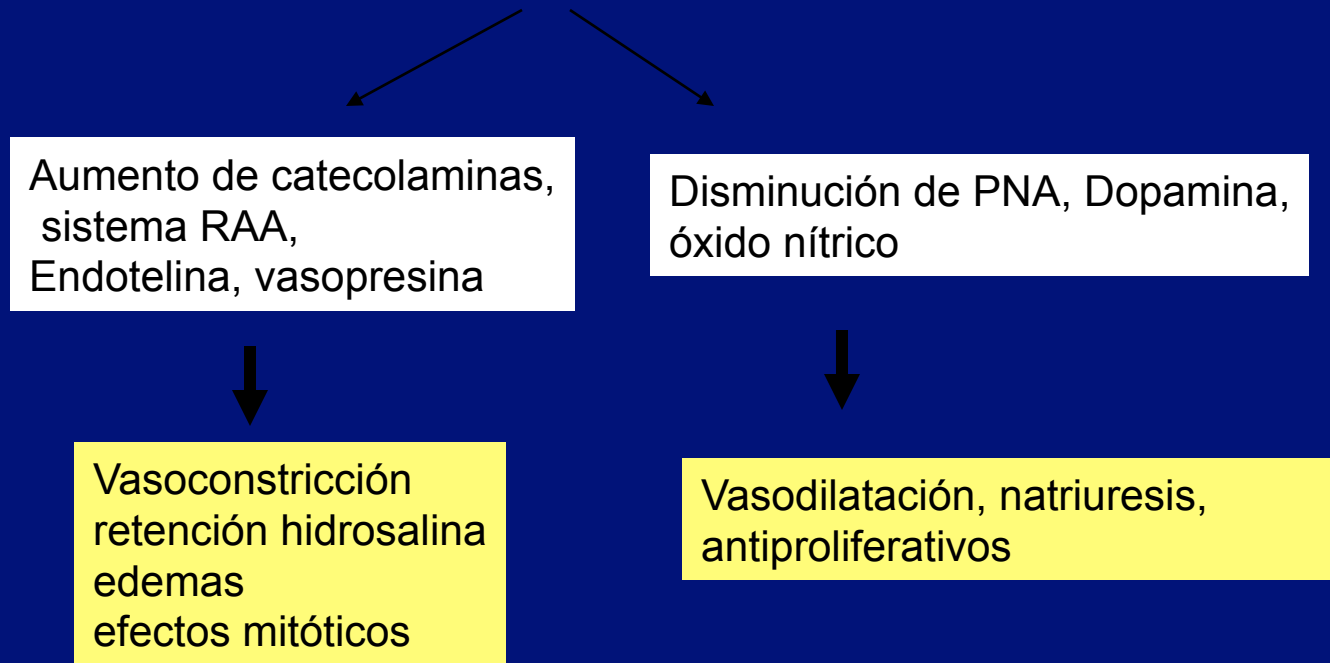 Aumento de catecolaminas,
sistema RAA,
Endotelina, vasopresina
Disminución de PNA, Dopamina,
óxido nítrico
Vasoconstricción
retención hidrosalina
edemas
efectos mitóticos
Vasodilatación, natriuresis,
antiproliferativos